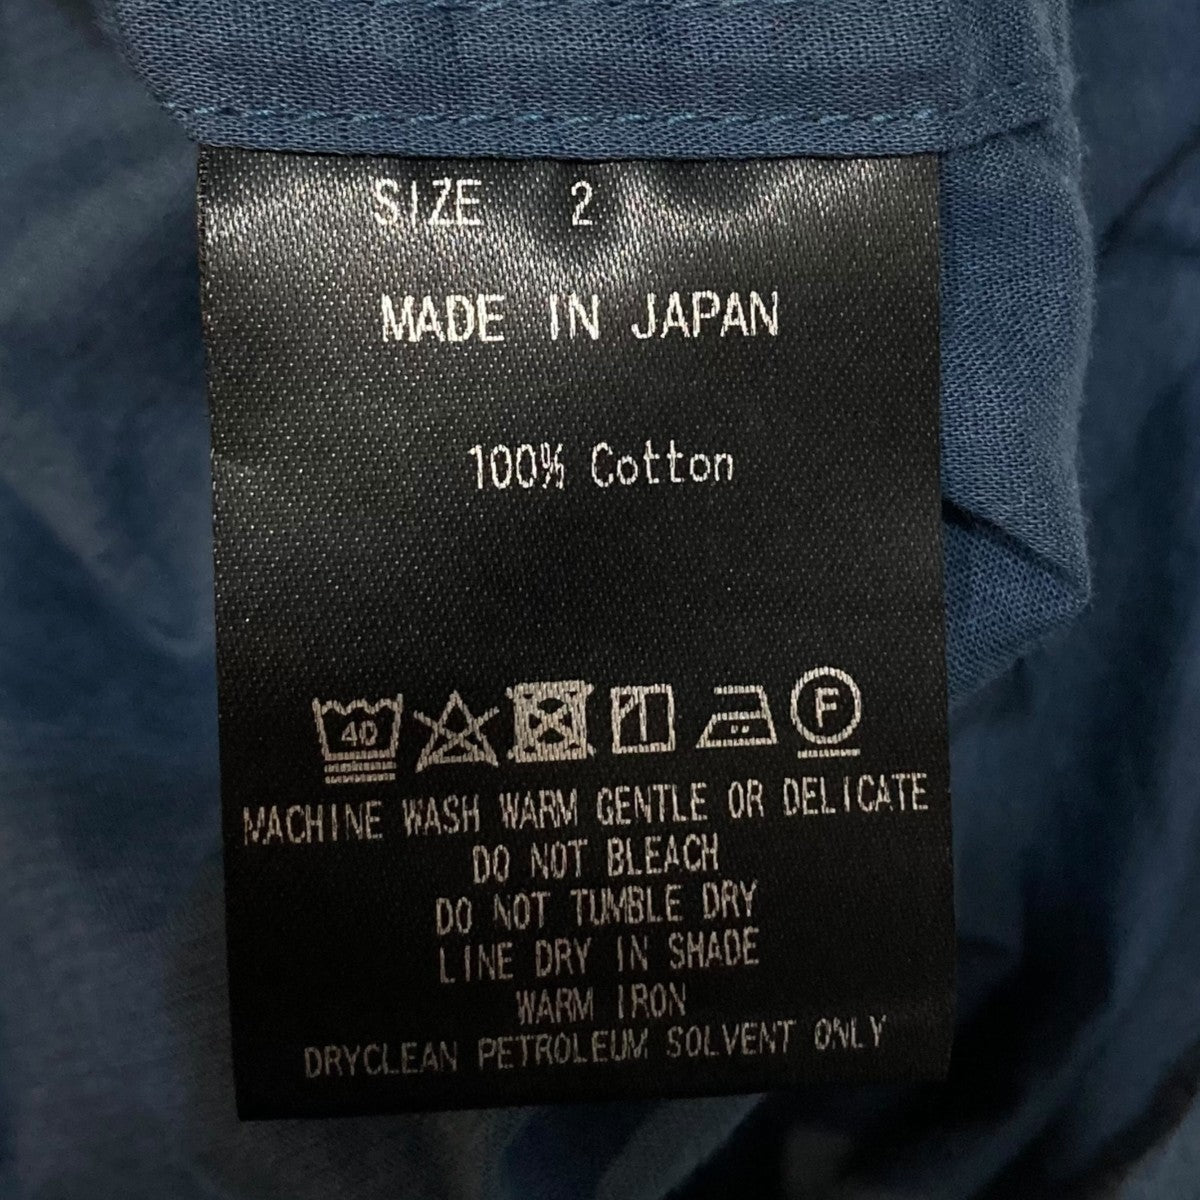 SIZE 2
MADE IN JAPAN
100% Cotton
40 F
MACHINE WASH WARM GENTLE OR DELICATE
DO NOT BLEACH
DO NOT TUMBLE DRY
LINE DRY IN SHADE
WARM IRON
DRYCLEAN PETROLEUM SOLVENT ONLY